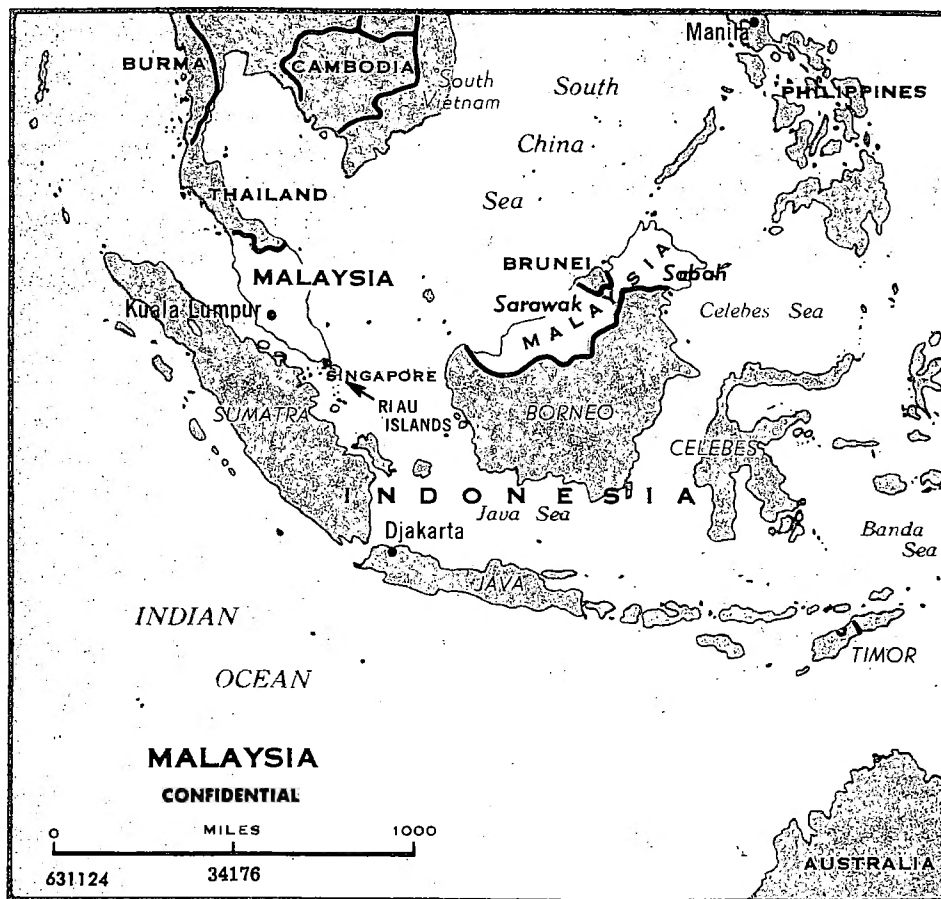 Manila
BURMA
CAMBODIA
South
Vietnam
South
China
Sea
PHILIPPINES
THAILAND
MALAYSIA
BRUNEI
Sabah
Sarawak
MALAYSIA
Kuala Lumpur
Celebes Sea
SINGAPORE
RIAU
ISLANDS
SUMATRA
BORNEO
CELEBES
INDONESIA
Java Sea
Djakarta
Banda
Sea
JAVA
INDIAN
OCEAN
TIMOR
MALAYSIA
CONFIDENTIAL
0 MILES 1000
631124 34176
AUSTRALIA